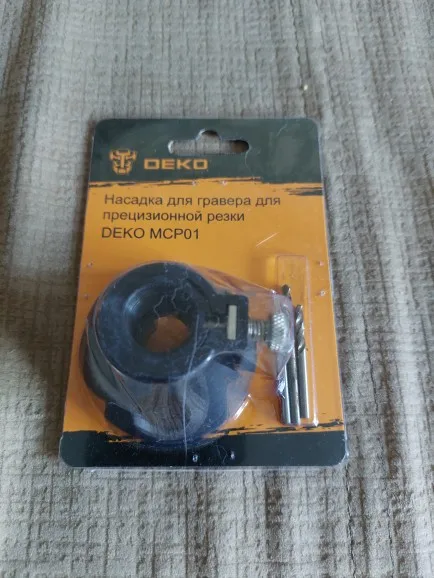 DEKO
Насадка для гравера для
прецизионной резки
DEKO MCP01